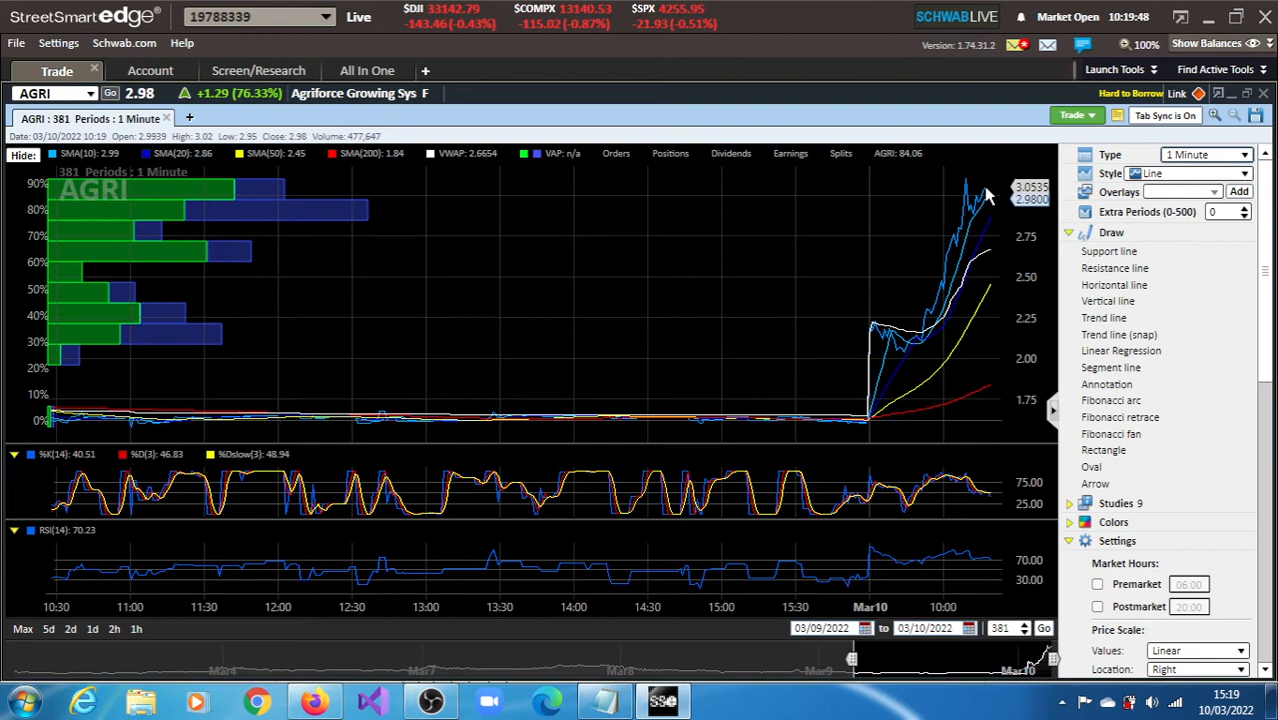 StreetSmart edge® 19788339 Live $DJI 33142.79 $COMPX 13140.53 $SPX 4255.95 SCHWABLIVE Market Open 10:19:48
-143.46 (-0.43%) -115.02 (-0.87%) -21.93 (-0.51%)
File Settings Schwab.com Help Version: 1.74.31.2 100% Show Balances
Trade Account Screen/Research All In One + Launch Tools Find Active Tools
AGRI Go 2.98 +1.29 (76.33%) Agriforce Growing Sys F Hard to Borrow Link
AGRI : 381 Periods : 1 Minute Trade Tab Sync is On
Date: 03/10/2022 10:19 Open: 2.9939 High: 3.02 Low: 2.95 Close: 2.98 Volume: 477,647
Hide: SMA(10): 2.99 SMA(20): 2.86 SMA(50): 2.45 SMA(200): 1.84 VWAP: 2.6654 VAP: n/a Orders Positions Dividends Earnings Splits AGRI: 84.06
381 Periods : 1 Minute
AGRI
90%
80%
70%
60%
50%
40%
30%
20%
10%
0%
3.0535
2.9800
2.75
2.50
2.25
2.00
1.75
%K(14): 40.51 %D(3): 46.83 %Dslow(3): 48.94
75.00
25.00
RSI(14): 70.23
70.00
30.00
10:30 11:00 11:30 12:00 12:30 13:00 13:30 14:00 14:30 15:00 15:30 Mar10 10:00
Max 5d 2d 1d 2h 1h 03/09/2022 to 03/10/2022 381 Go
Mar4 Mar7 Mar8 Mar9 Mar10
Type 1 Minute
Style Line
Overlays Add
Extra Periods (0-500) 0
Draw
Support line
Resistance line
Horizontal line
Vertical line
Trend line
Trend line (snap)
Linear Regression
Segment line
Annotation
Fibonacci arc
Fibonacci retrace
Fibonacci fan
Rectangle
Oval
Arrow
Studies 9
Colors
Settings
Market Hours:
Premarket 06:00
Postmarket 20:00
Price Scale:
Values: Linear
Location: Right
SSE
15:19
10/03/2022